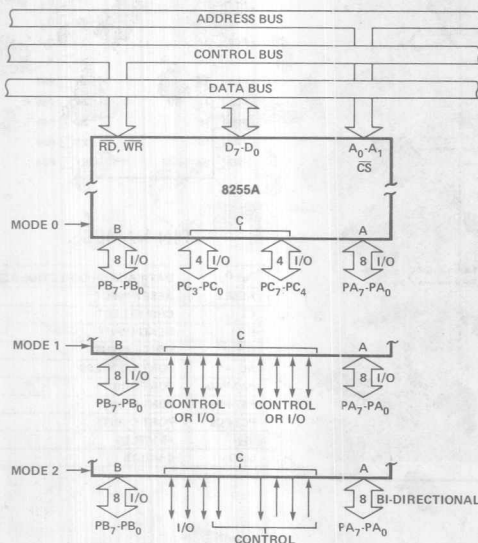 ADDRESS BUS
CONTROL BUS
DATA BUS
RD, WR D7-D0 A0-A1
CS
8255A
C
MODE 0 B A
8 I/O 4 I/O 4 I/O 8 I/O
PB7-PB0 PC3-PC0 PC7-PC4 PA7-PA0
C
MODE 1 B A
8 I/O 8 I/O
PB7-PB0 CONTROL CONTROL PA7-PA0
OR I/O OR I/O
C
MODE 2 B A
8 I/O 8 BI-DIRECTIONAL
PB7-PB0 I/O PA7-PA0
CONTROL